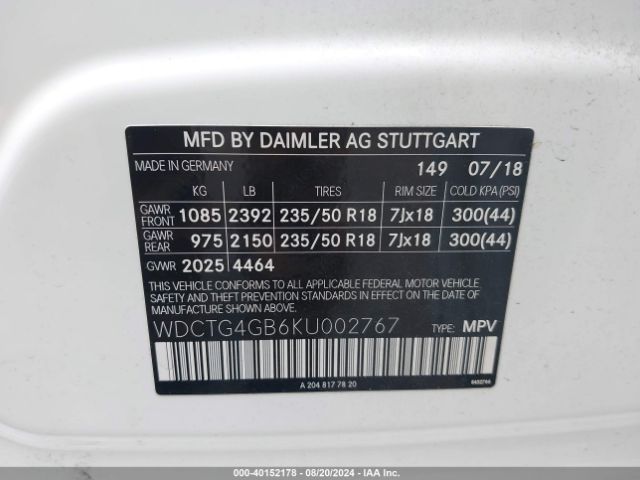 MFD BY DAIMLER AG STUTTGART
MADE IN GERMANY 149 07/18
KG LB TIRES RIM SIZE COLD KPA(PSI)
GAWR FRONT 1085 2392 235/50 R18 7Jx18 300(44)
GAWR REAR 975 2150 235/50 R18 7Jx18 300(44)
GVWR 2025 4464
THIS VEHICLE CONFORMS TO ALL APPLICABLE FEDERAL MOTOR VEHICLE
SAFETY, BUMPER, AND THEFT PREVENTION STANDARDS IN EFFECT ON THE DATE
OF MANUFACTURE SHOWN ABOVE.
WDCTG4GB6KU002767 TYPE: MPV
A 204 817 78 20
000-40152178 - 08/20/2024 - IAAI.COM